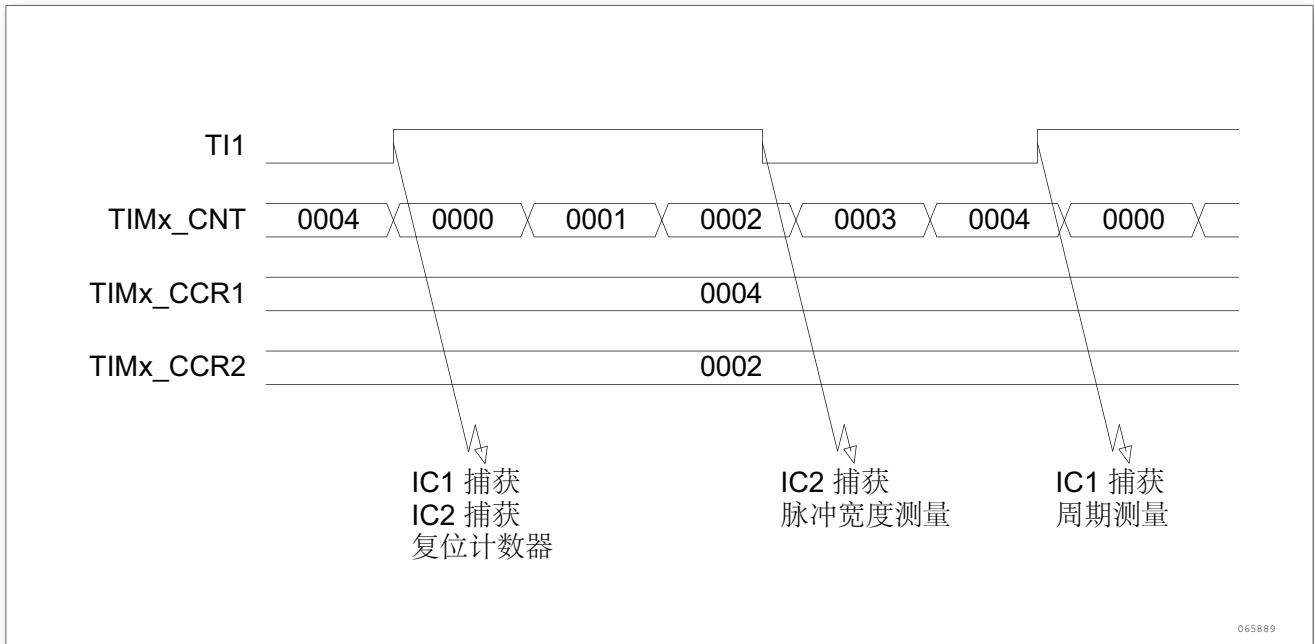 TI1
TIMx_CNT 0004 0000 0001 0002 0003 0004 0000
TIMx_CCR1 0004
TIMx_CCR2 0002
IC1 捕获 IC2 捕获 IC1 捕获
IC2 捕获 脉冲宽度测量 周期测量
复位计数器
065889